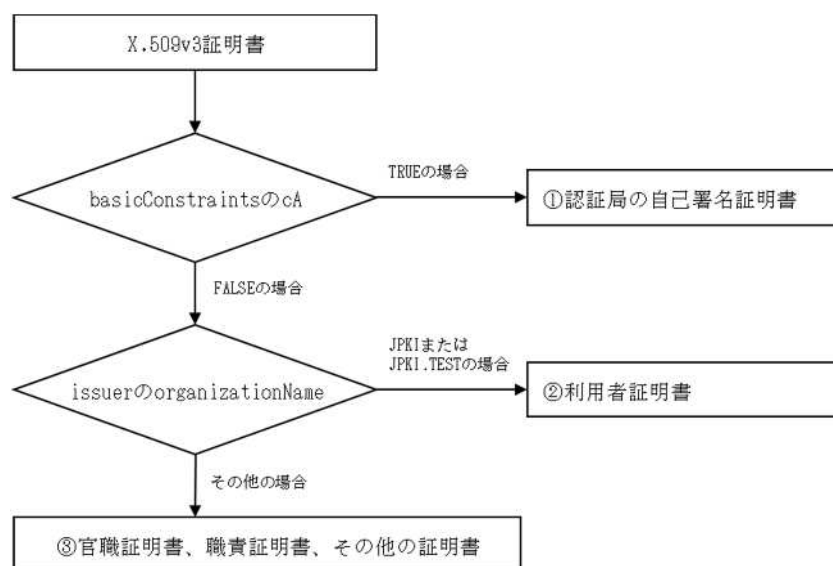 X.509v3証明書
basicConstraintsのcA
TRUEの場合
①認証局の自己署名証明書
FALSEの場合
issuerのorganizationName
JPKIまたは
JPKI.TESTの場合
②利用者証明書
その他の場合
③官職証明書、職責証明書、その他の証明書